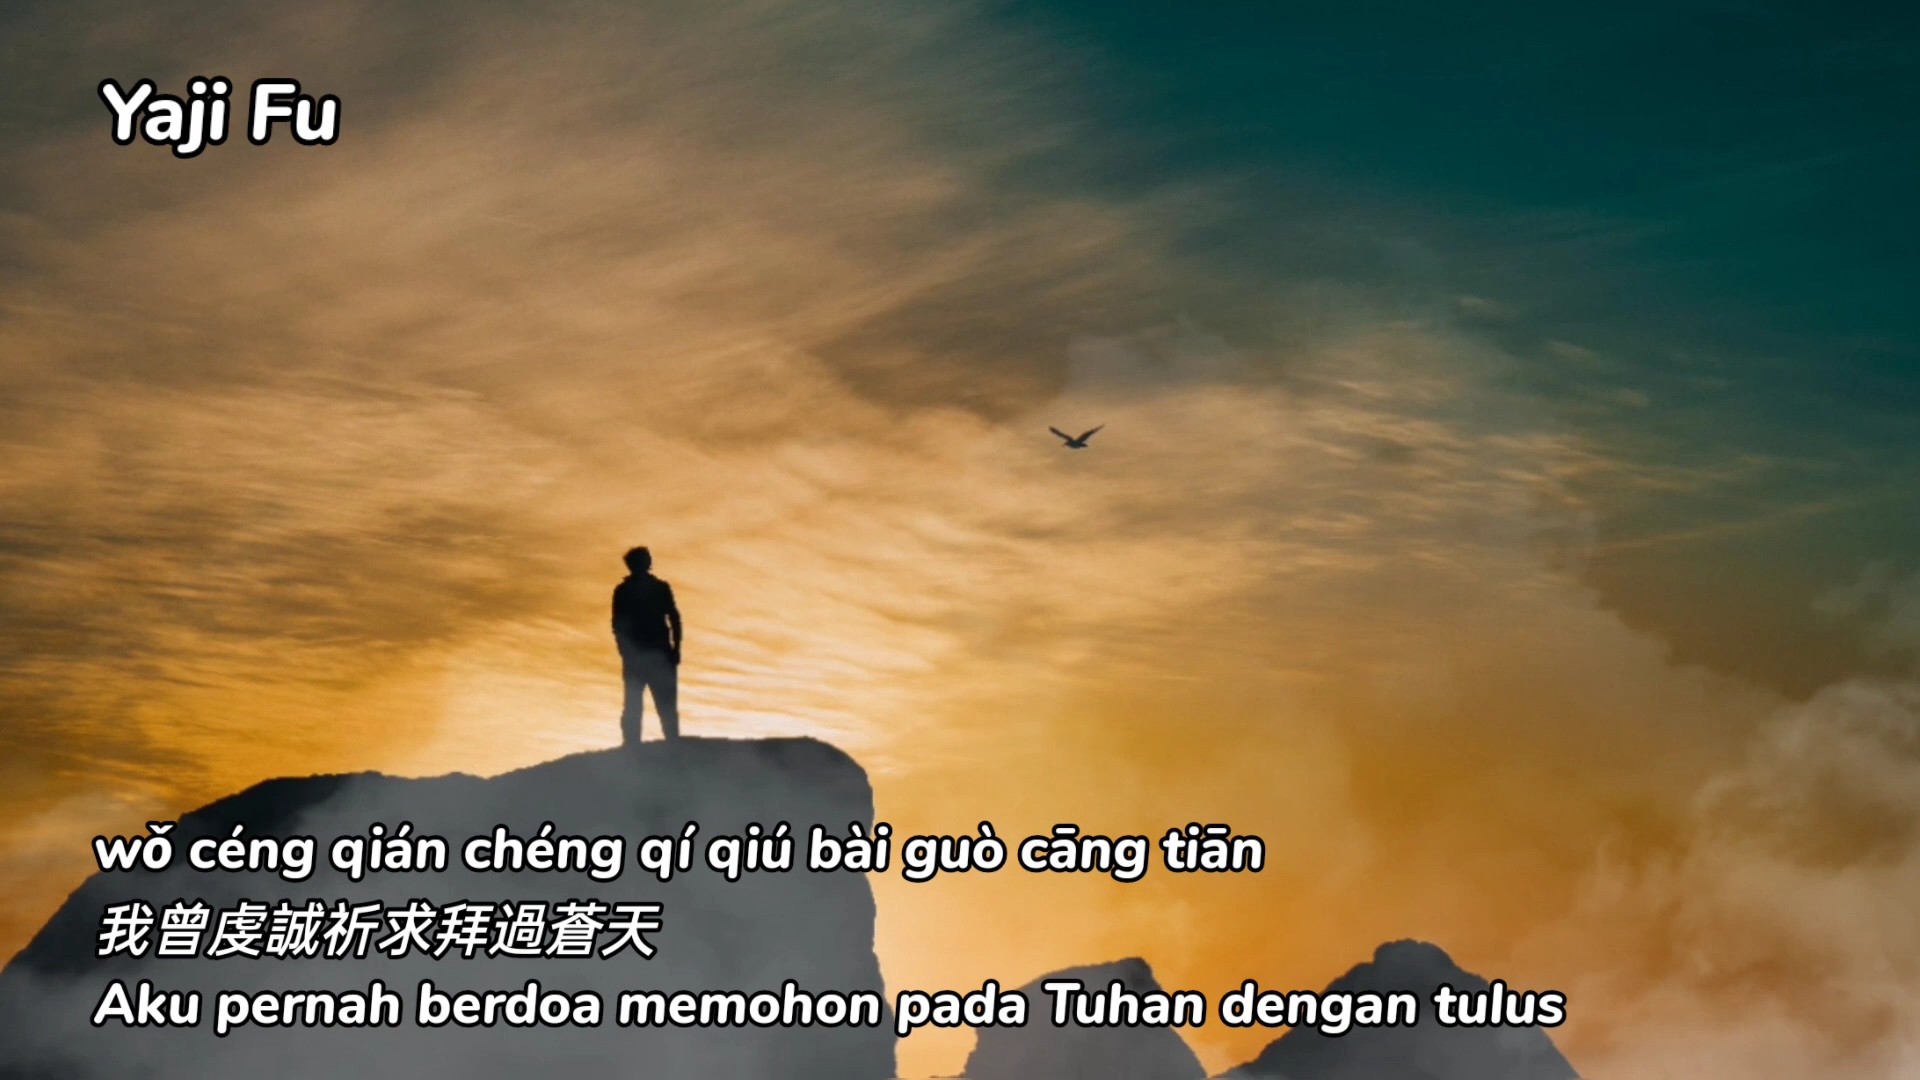 Yaji Fu
wǒ céng qián chéng qí qiú bài guò cāng tiān
我曾虔誠祈求拜過蒼天
Aku pernah berdoa memohon pada Tuhan dengan tulus